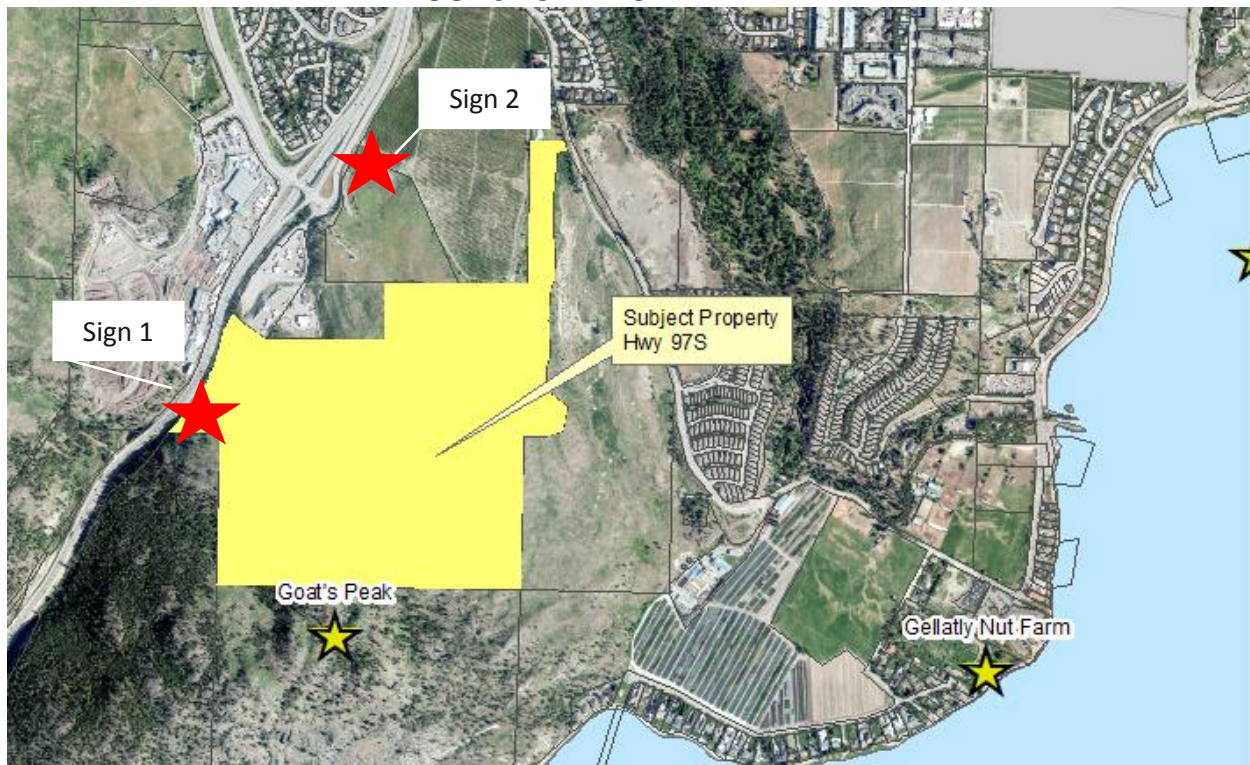 Sign 2
Sign 1
Subject Property
Hwy 97S
Goat's Peak
Gellatly Nut Farm